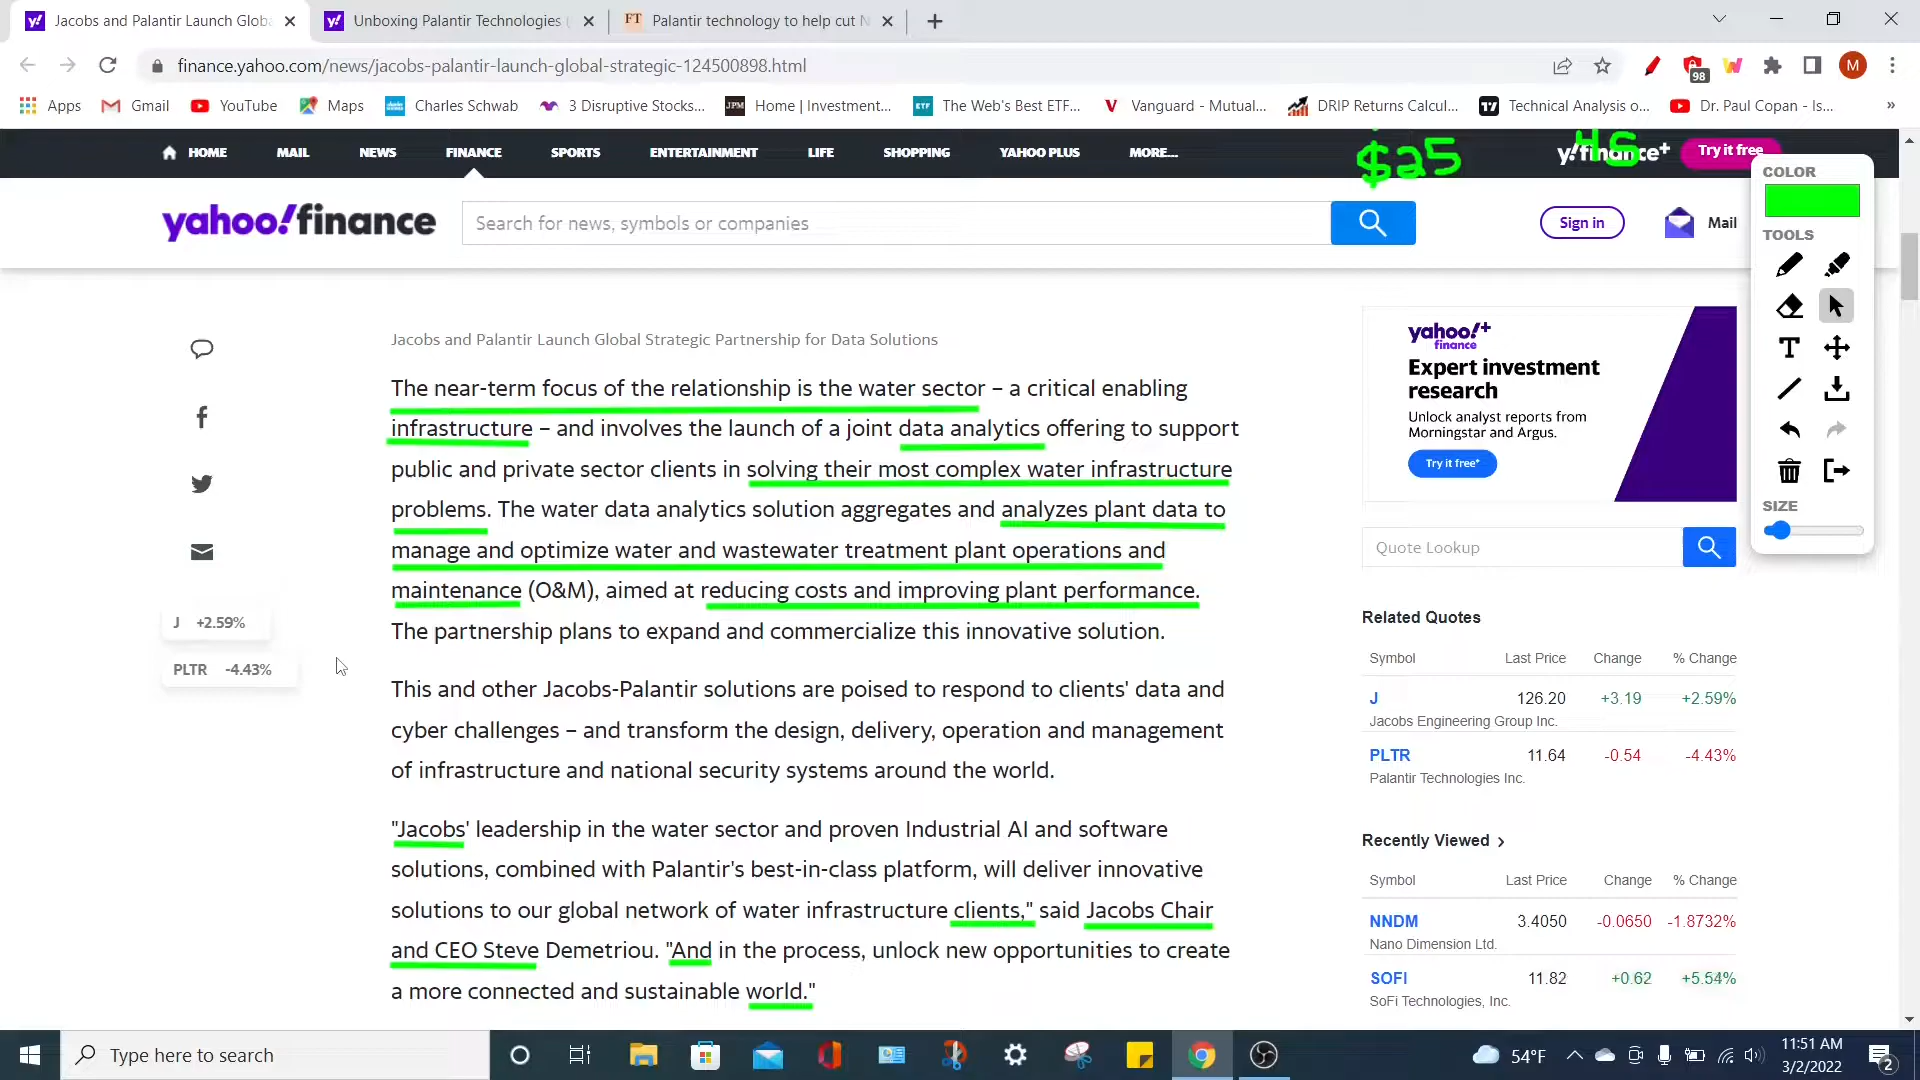 Jacobs and Palantir Launch Globa
Unboxing Palantir Technologies (
FT Palantir technology to help cut N
finance.yahoo.com/news/jacobs-palantir-launch-global-strategic-124500898.html
98
M
Apps
Gmail
YouTube
Maps
Charles Schwab
3 Disruptive Stocks...
JPM Home | Investment...
ETF The Web's Best ETF...
Vanguard - Mutual...
DRIP Returns Calcul...
Technical Analysis o...
Dr. Paul Copan - Is...
»
HOME MAIL NEWS FINANCE SPORTS ENTERTAINMENT LIFE SHOPPING YAHOO PLUS MORE...
$25
45
y!finance+
Try it free
yahoo!finance
Search for news, symbols or companies
Sign in
Mail
COLOR
TOOLS
SIZE
Jacobs and Palantir Launch Global Strategic Partnership for Data Solutions
The near-term focus of the relationship is the water sector – a critical enabling
infrastructure – and involves the launch of a joint data analytics offering to support
public and private sector clients in solving their most complex water infrastructure
problems. The water data analytics solution aggregates and analyzes plant data to
manage and optimize water and wastewater treatment plant operations and
maintenance (O&M), aimed at reducing costs and improving plant performance.
The partnership plans to expand and commercialize this innovative solution.
This and other Jacobs-Palantir solutions are poised to respond to clients' data and
cyber challenges – and transform the design, delivery, operation and management
of infrastructure and national security systems around the world.
"Jacobs' leadership in the water sector and proven Industrial AI and software
solutions, combined with Palantir's best-in-class platform, will deliver innovative
solutions to our global network of water infrastructure clients," said Jacobs Chair
and CEO Steve Demetriou. "And in the process, unlock new opportunities to create
a more connected and sustainable world."
J +2.59%
PLTR -4.43%
yahoo!+
finance
Expert investment
research
Unlock analyst reports from
Morningstar and Argus.
Try it free*
Quote Lookup
Related Quotes
Symbol Last Price Change % Change
J 126.20 +3.19 +2.59%
Jacobs Engineering Group Inc.
PLTR 11.64 -0.54 -4.43%
Palantir Technologies Inc.
Recently Viewed
Symbol Last Price Change % Change
NNDM 3.4050 -0.0650 -1.8732%
Nano Dimension Ltd.
SOFI 11.82 +0.62 +5.54%
SoFi Technologies, Inc.
Type here to search
54°F
11:51 AM
3/2/2022
2